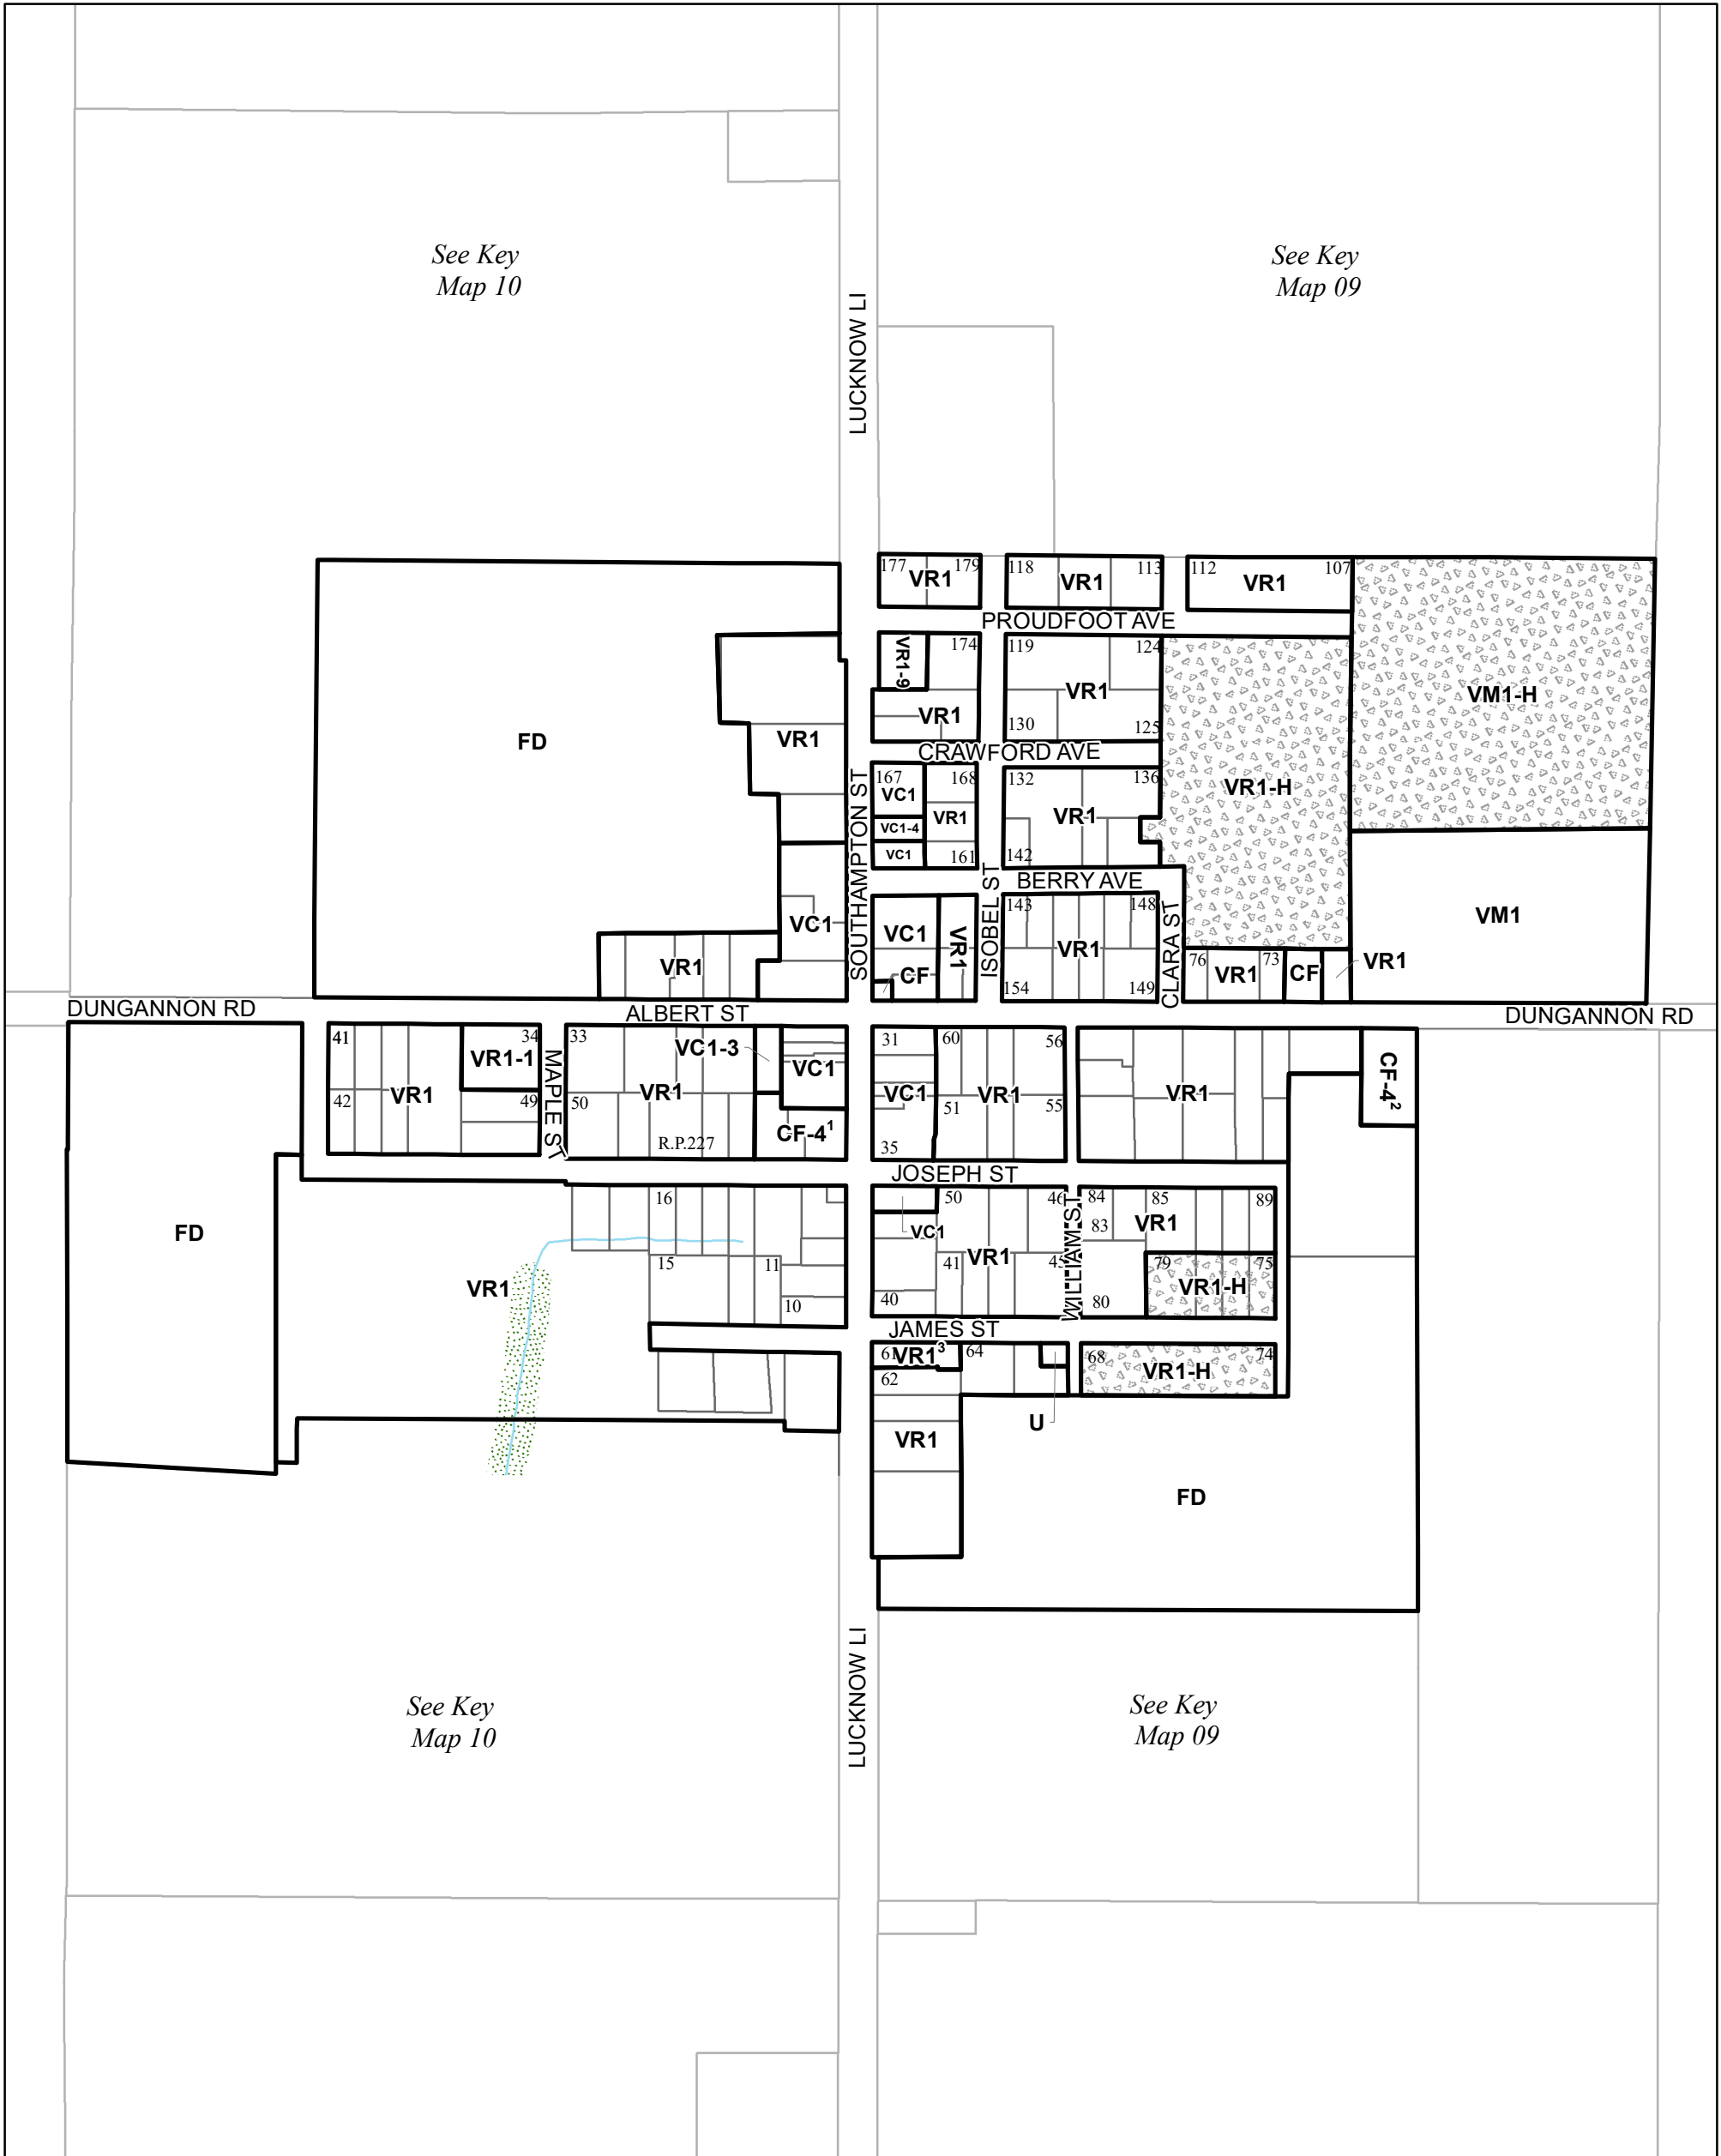 See Key
Map 10
See Key
Map 09
LUCKNOW LI
177
VR1
179
118
VR1
113
112
VR1
107
PROUDFOOT AVE
VR1-9
174
119
124
VR1
VR1
130
125
VM1-H
FD
VR1
CRAWFORD AVE
167
VC1
168
132
136
VR1-H
VR1
VR1
VC1-4
VC1
161
142
SOUTHAMPTON ST
ISOBEL ST
BERRY AVE
CLARA ST
VC1
VC1
VR1
143
148
VR1
VM1
VR1
CF
154
149
76
VR1
73
CF
VR1
DUNGANNON RD
ALBERT ST
DUNGANNON RD
41
34
VR1-1
33
VC1-3
VC1
31
60
56
MAPLE ST
42
VR1
49
50
VR1
VC1
51
VR1
55
VR1
CF-4²
R.P.227
CF-4¹
35
JOSEPH ST
16
50
46
84
85
89
83
VR1
VC1
FD
WILLIAM ST
15
11
41
VR1
45
79
75
VR1-H
VR1
10
40
80
JAMES ST
61
VR1³
64
68
74
VR1-H
62
U
VR1
FD
LUCKNOW LI
See Key
Map 10
See Key
Map 09